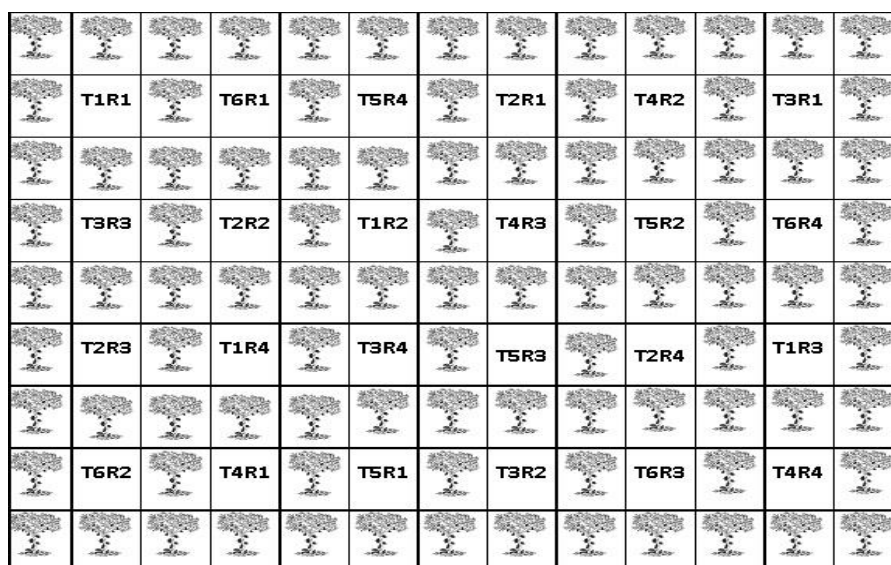 T1R1 T6R1 T5R4 T2R1 T4R2 T3R1
T3R3 T2R2 T1R2 T4R3 T5R2 T6R4
T2R3 T1R4 T3R4 T5R3 T2R4 T1R3
T6R2 T4R1 T5R1 T3R2 T6R3 T4R4